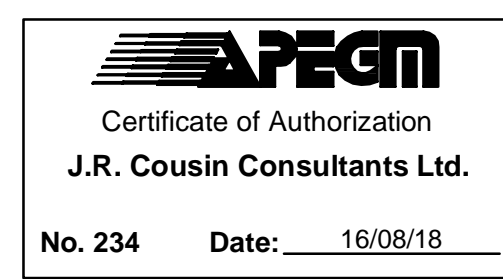 APEGM
Certificate of Authorization
J.R. Cousin Consultants Ltd.
No. 234 Date: 16/08/18